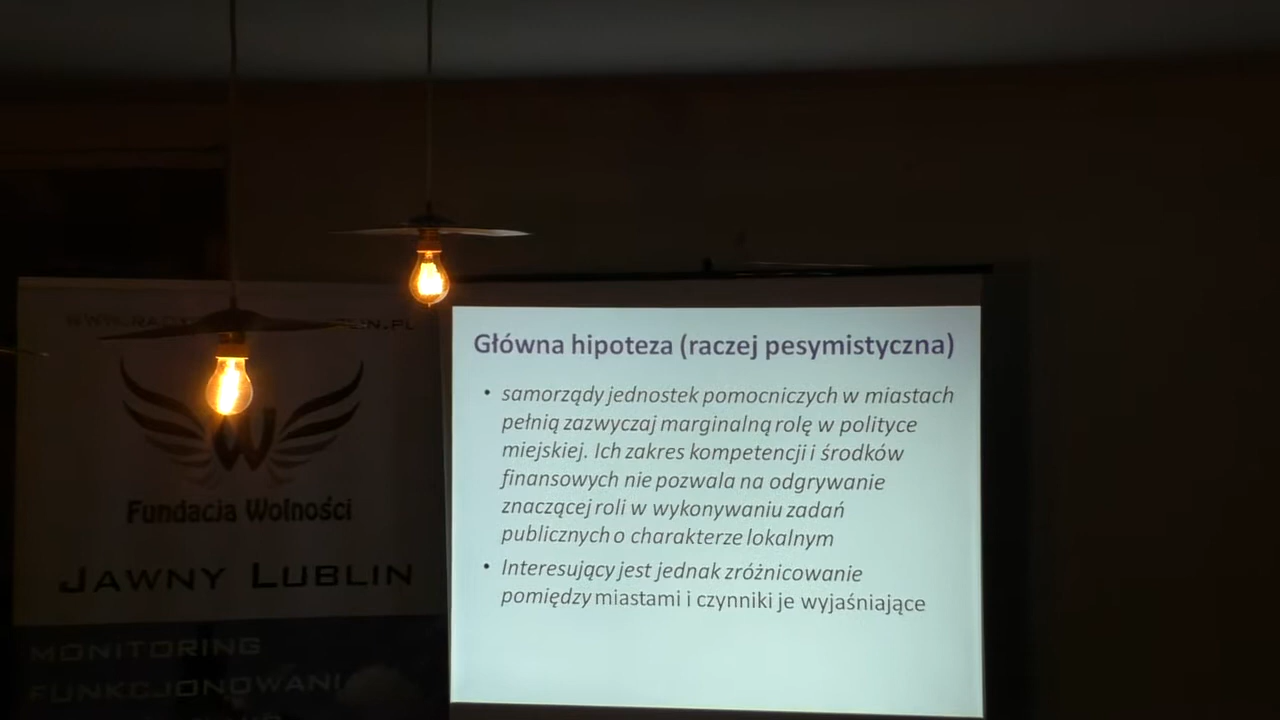 Fundacja Wolności
JAWNY LUBLIN
MONITORING
Główna hipoteza (raczej pesymistyczna)
• samorządy jednostek pomocniczych w miastach
pełnią zazwyczaj marginalną rolę w polityce
miejskiej. Ich zakres kompetencji i środków
finansowych nie pozwala na odgrywanie
znaczącej roli w wykonywaniu zadań
publicznych o charakterze lokalnym
• Interesujący jest jednak zróżnicowanie
pomiędzy miastami i czynniki je wyjaśniające